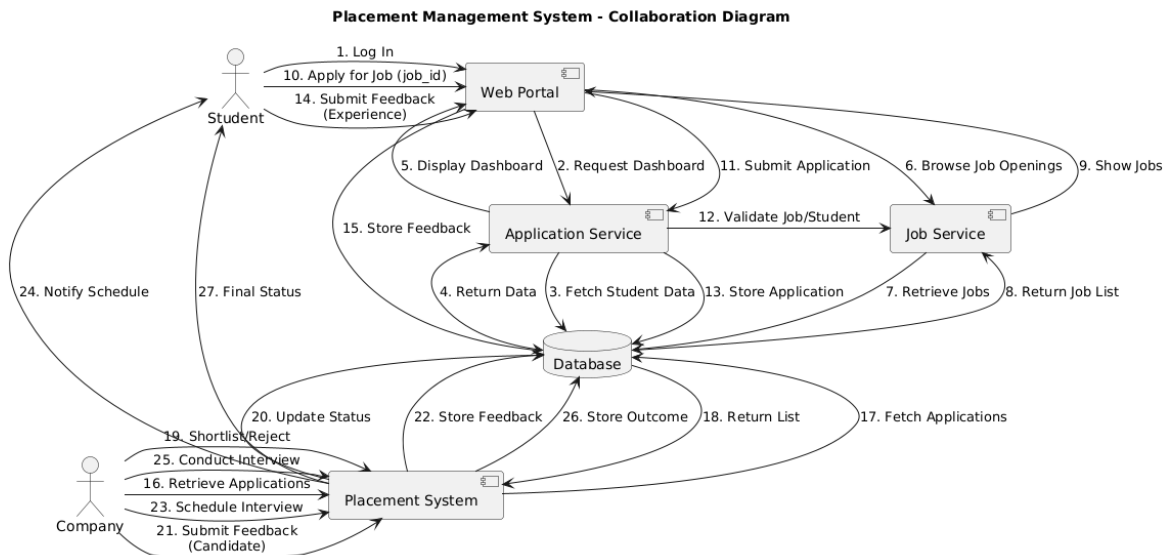 Placement Management System - Collaboration Diagram
1. Log In
10. Apply for Job (job_id)
14. Submit Feedback
(Experience)
Student
Web Portal
5. Display Dashboard
2. Request Dashboard
11. Submit Application
6. Browse Job Openings
9. Show Jobs
15. Store Feedback
Application Service
12. Validate Job/Student
Job Service
24. Notify Schedule
27. Final Status
4. Return Data
3. Fetch Student Data
13. Store Application
7. Retrieve Jobs
8. Return Job List
Database
20. Update Status
22. Store Feedback
26. Store Outcome
18. Return List
17. Fetch Applications
19. Shortlist/Reject
25. Conduct Interview
16. Retrieve Applications
23. Schedule Interview
21. Submit Feedback
(Candidate)
Company
Placement System